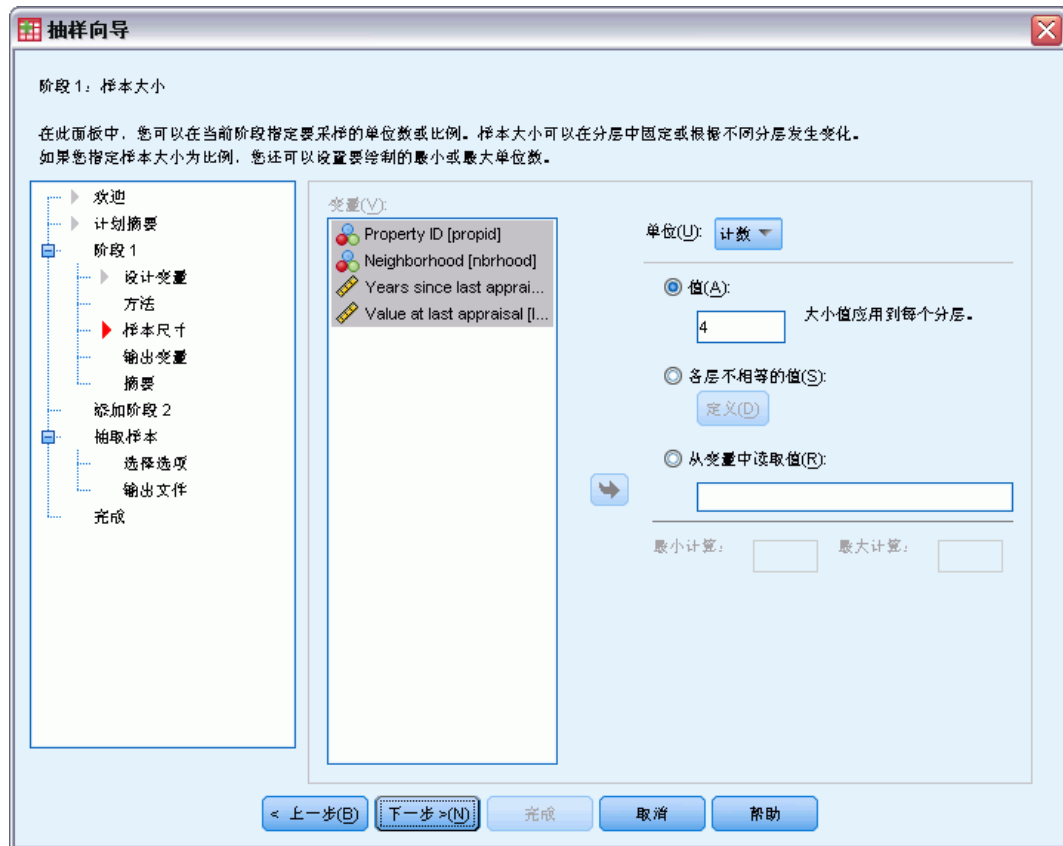 抽样向导
阶段 1：样本大小
在此面板中，您可以在当前阶段指定要采样的单位数或比例。样本大小可以在分层中固定或根据不同分层发生变化。
如果您指定样本大小为比例，您还可以设置要绘制的最小或最大单位数。
欢迎
计划摘要
阶段 1
设计变量
方法
样本尺寸
输出变量
摘要
添加阶段 2
抽取样本
选择选项
输出文件
完成
变量(V):
Property ID [propid]
Neighborhood [nbrhood]
Years since last apprai...
Value at last appraisal [l...
单位(U): 计数
值(A):
4
大小值应用到每个分层。
各层不相等的值(S):
定义(D)
从变量中读取值(R):
最小计算： 最大计算：
< 上一步(B) 下一步 >(N) 完成 取消 帮助